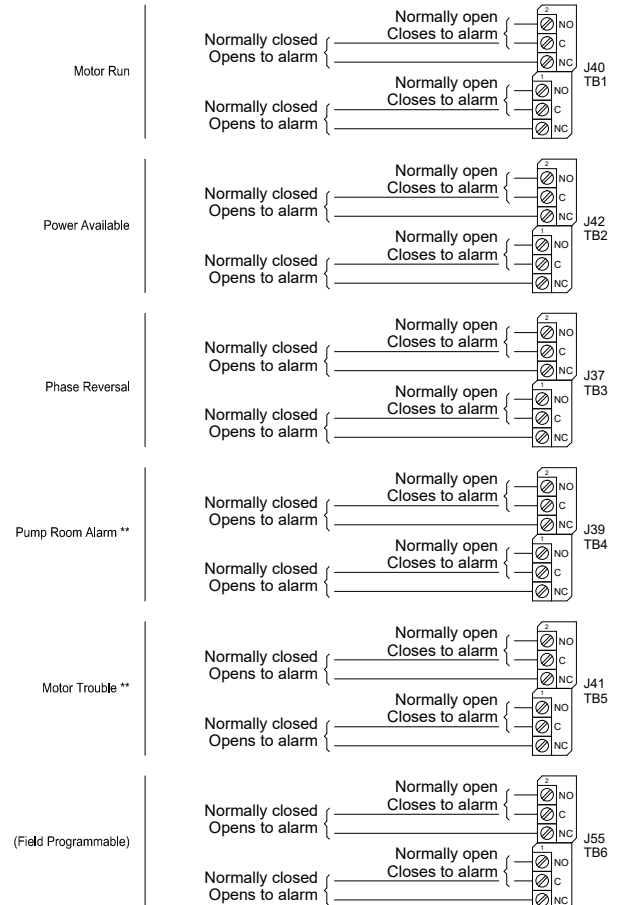 Motor Run
2
Normally open
Closes to alarm
Normally closed
Opens to alarm
NO
C
NC
1
Normally open
Closes to alarm
Normally closed
Opens to alarm
NO
C
NC
J40
TB1
Power Available
2
Normally open
Closes to alarm
Normally closed
Opens to alarm
NO
C
NC
1
Normally open
Closes to alarm
Normally closed
Opens to alarm
NO
C
NC
J42
TB2
Phase Reversal
2
Normally open
Closes to alarm
Normally closed
Opens to alarm
NO
C
NC
1
Normally open
Closes to alarm
Normally closed
Opens to alarm
NO
C
NC
J37
TB3
Pump Room Alarm **
2
Normally open
Closes to alarm
Normally closed
Opens to alarm
NO
C
NC
1
Normally open
Closes to alarm
Normally closed
Opens to alarm
NO
C
NC
J39
TB4
Motor Trouble **
2
Normally open
Closes to alarm
Normally closed
Opens to alarm
NO
C
NC
1
Normally open
Closes to alarm
Normally closed
Opens to alarm
NO
C
NC
J41
TB5
(Field Programmable)
2
Normally open
Closes to alarm
Normally closed
Opens to alarm
NO
C
NC
1
Normally open
Closes to alarm
Normally closed
Opens to alarm
NO
C
NC
J55
TB6